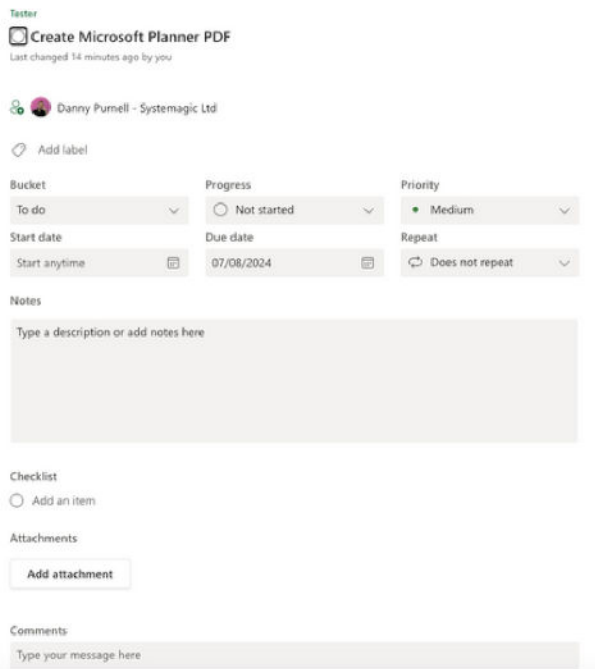 Tester
Create Microsoft Planner PDF
Last changed 14 minutes ago by you
Danny Purnell - Systemagic Ltd
Add label
Bucket Progress Priority
To do Not started Medium
Start date Due date Repeat
Start anytime 07/08/2024 Does not repeat
Notes
Type a description or add notes here
Checklist
Add an item
Attachments
Add attachment
Comments
Type your message here